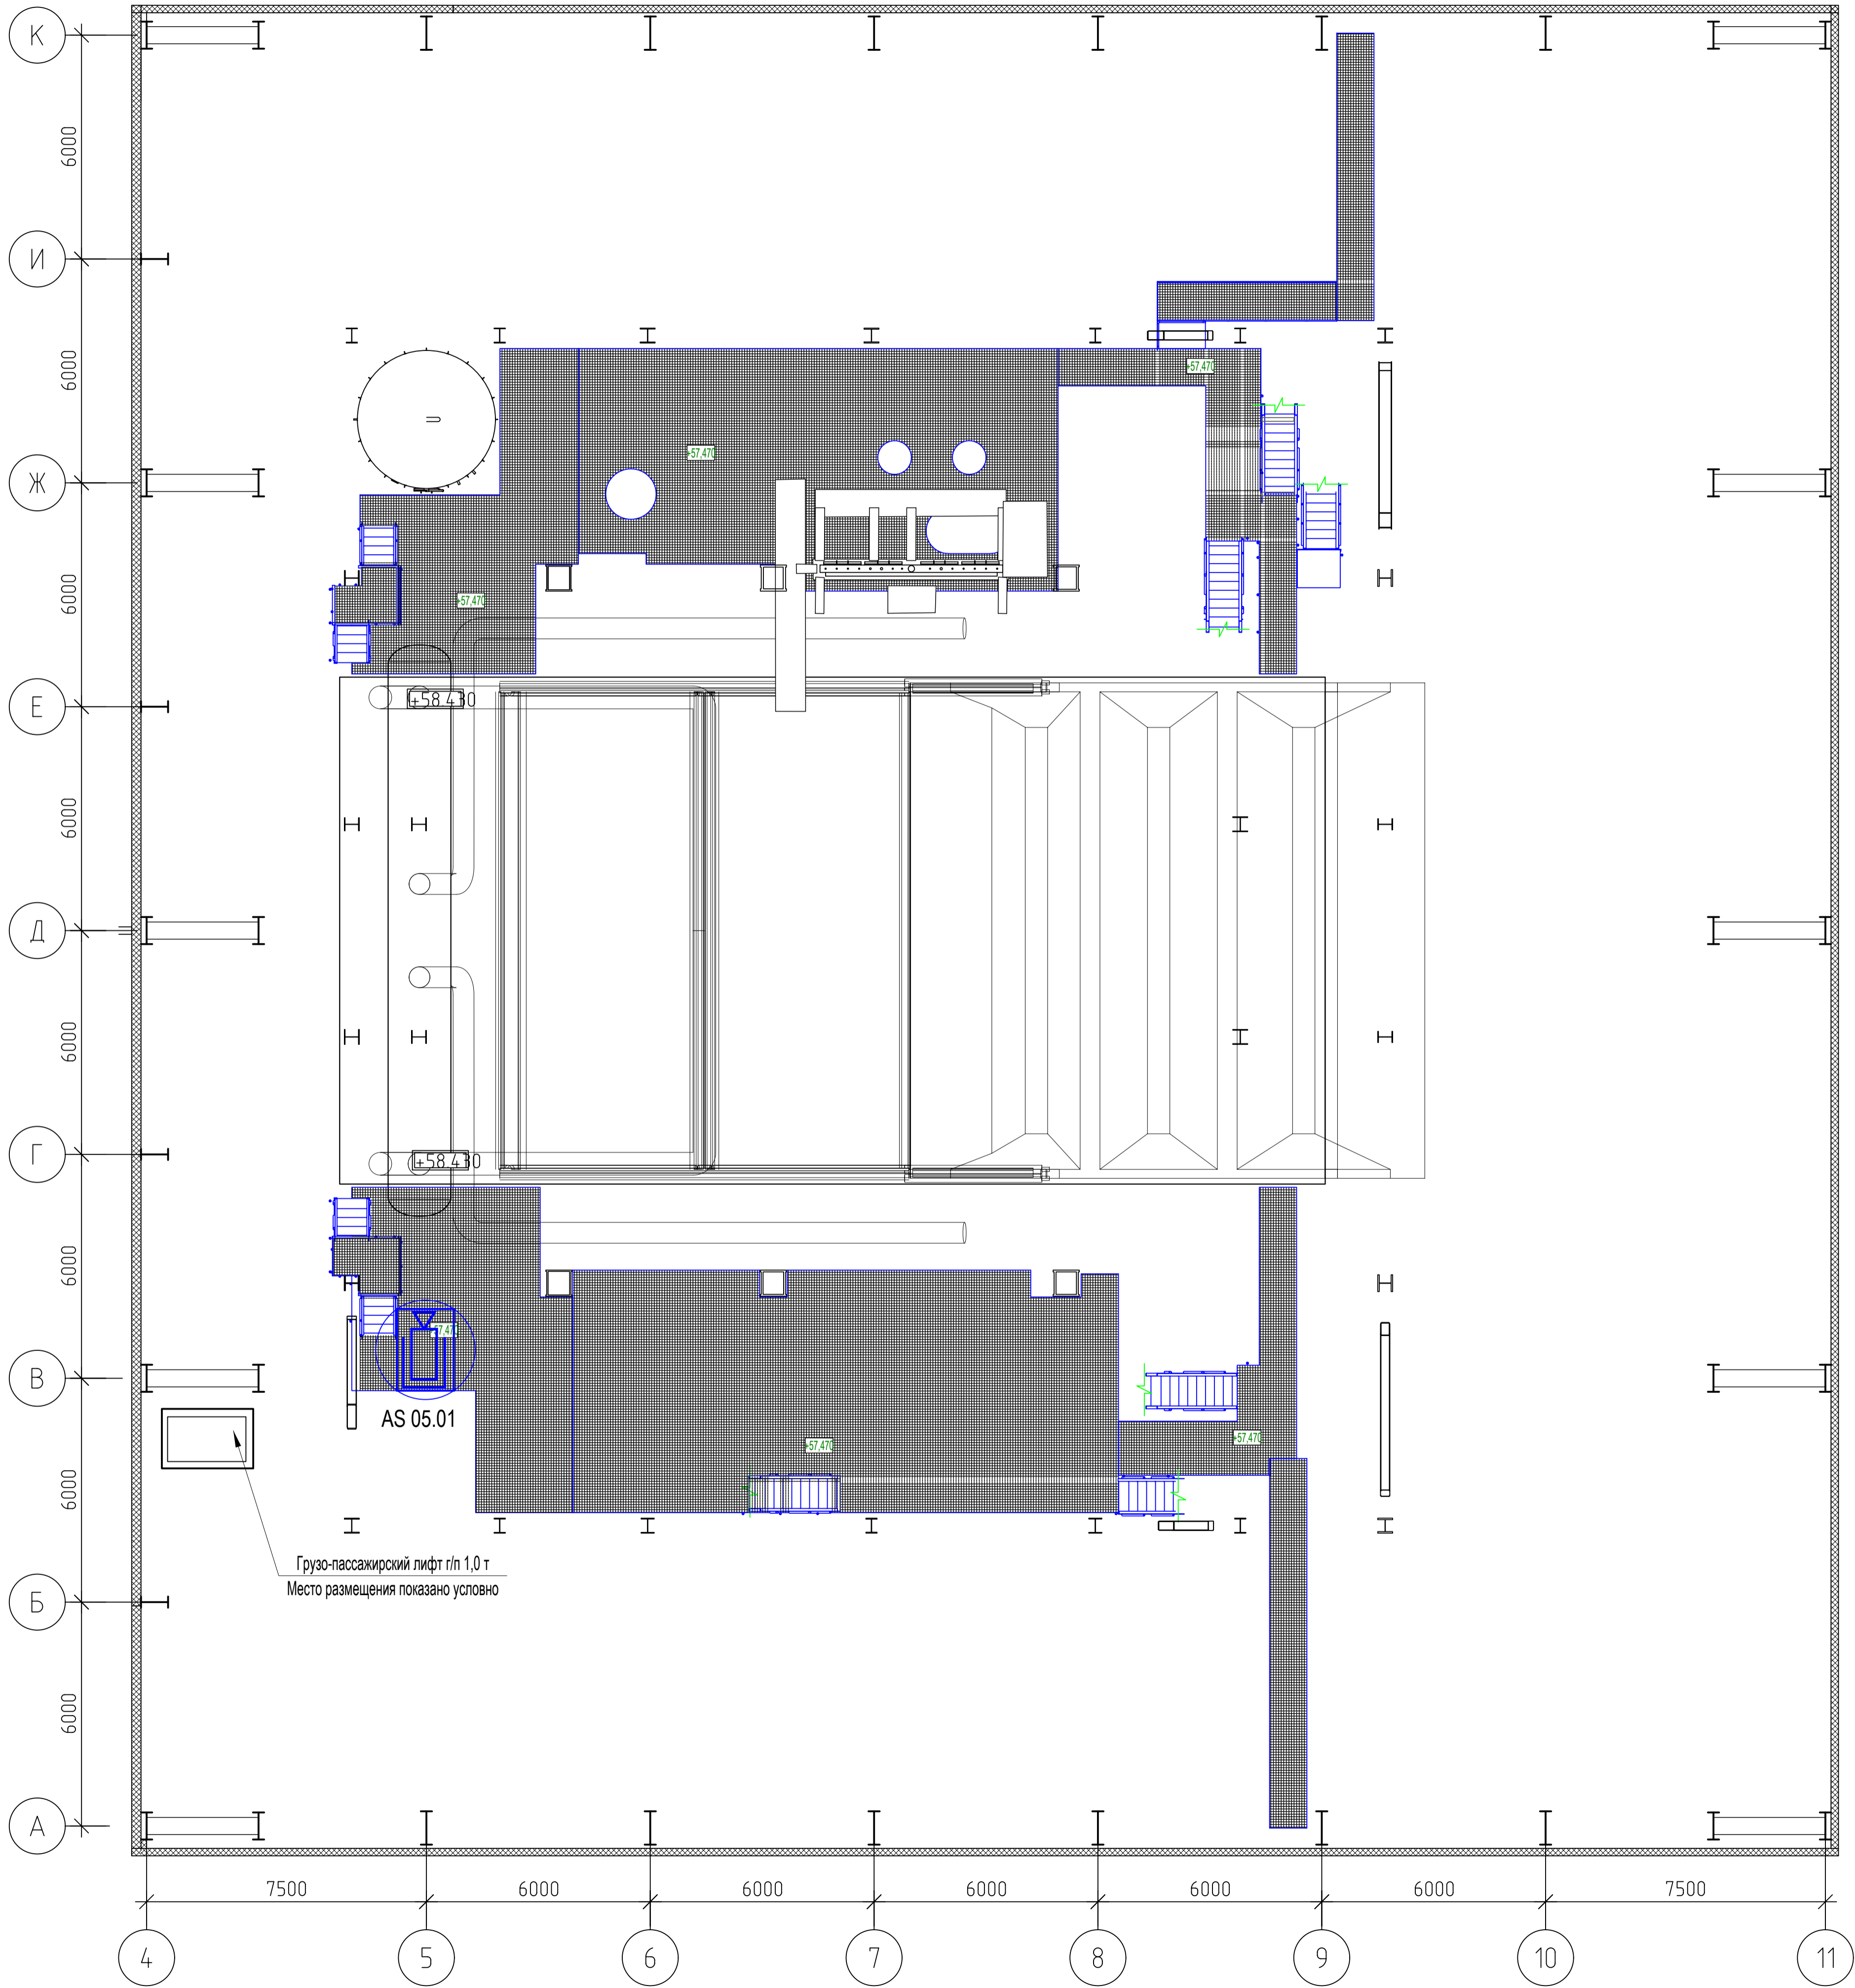 К
6000
И
+57,470
6000
Ж
+57,470
6000
+57,470
Е
+58.430
6000
Д
6000
Г
+58.430
6000
+57,470
В
AS 05.01
+57,470
+57,470
6000
Грузо-пассажирский лифт г/п 1,0 т
Место размещения показано условно
Б
6000
А
7500 6000 6000 6000 6000 6000 7500
4 5 6 7 8 9 10 11